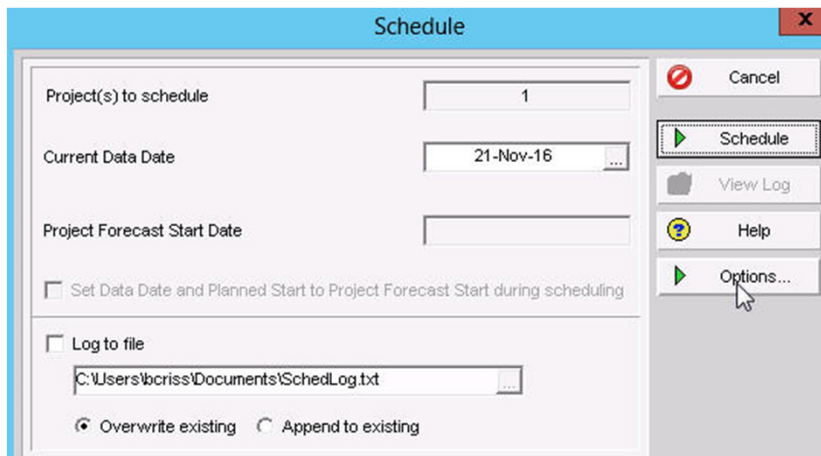 Schedule
x
Project(s) to schedule
1
Cancel
Schedule
Current Data Date
21-Nov-16
...
View Log
Project Forecast Start Date
Help
Set Data Date and Planned Start to Project Forecast Start during scheduling
Options...
Log to file
C:\Users\bcriss\Documents\SchedLog.txt
...
Overwrite existing
Append to existing